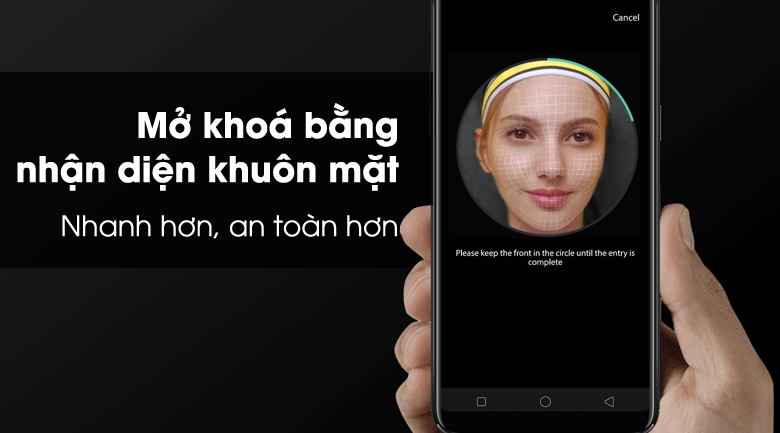 Mở khoá bằng
nhận diện khuôn mặt
Nhanh hơn, an toàn hơn
Cancel
Please keep the front in the circle until the entry is
complete